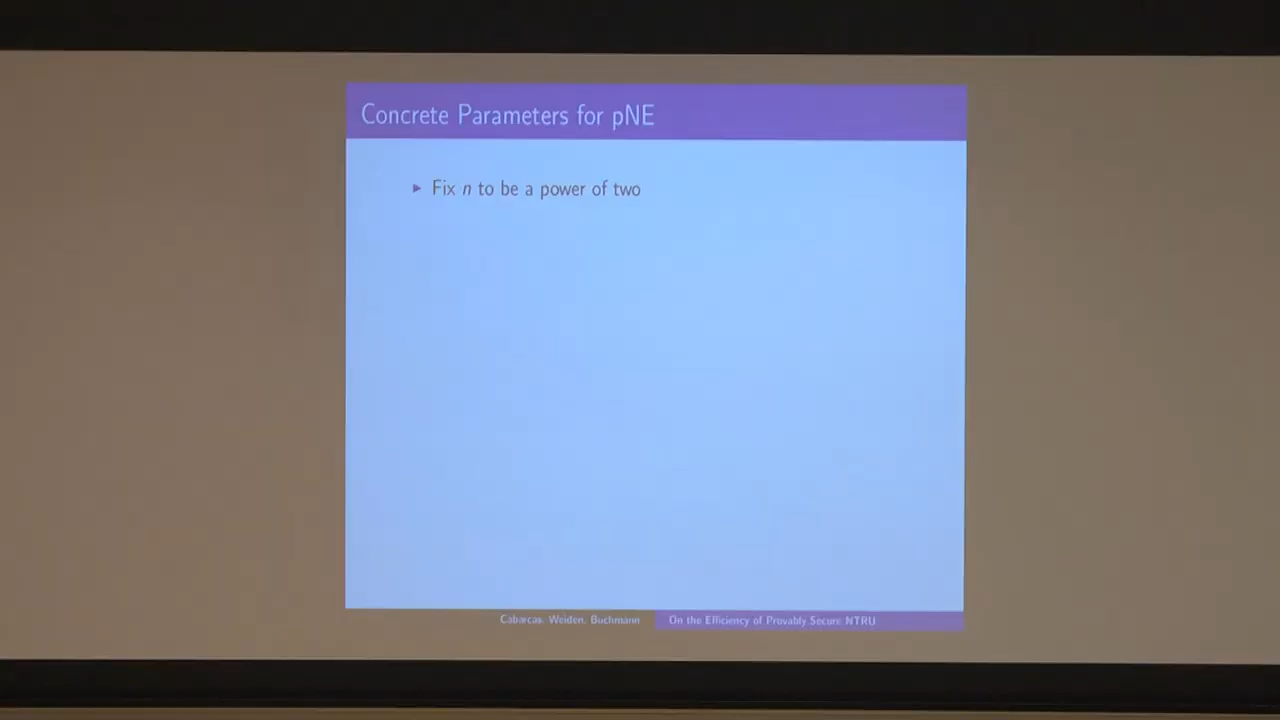 Concrete Parameters for pNE
▶ Fix n to be a power of two
Cabarcas, Weiden, Buchmann
On the Efficiency of Provably Secure NTRU